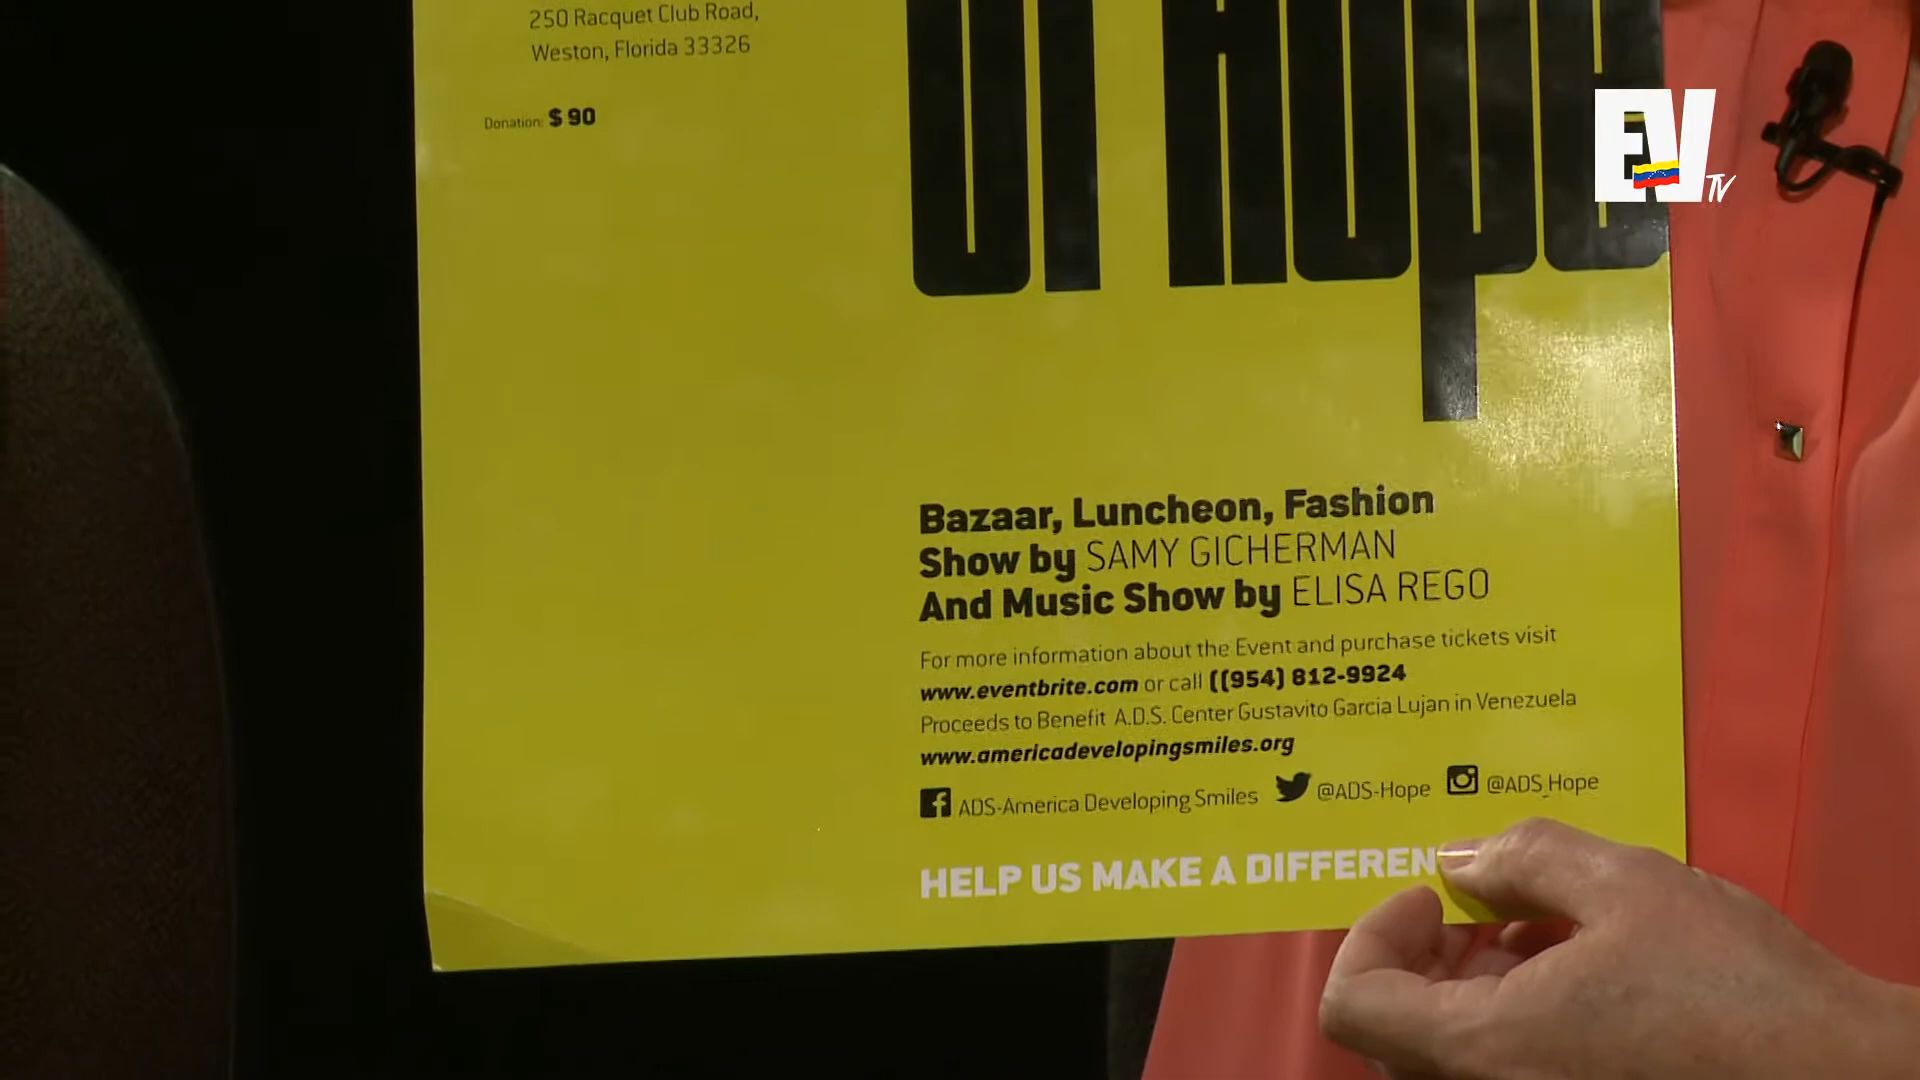 250 Racquet Club Road,
Weston, Florida 33326
Donation: $ 90
of Hope
Bazaar, Luncheon, Fashion
Show by SAMY GICHERMAN
And Music Show by ELISA REGO
For more information about the Event and purchase tickets visit
www.eventbrite.com or call ((954) 812-9924
Proceeds to Benefit A.D.S. Center Gustavito Garcia Lujan in Venezuela
www.americadevelopingsmiles.org
ADS-America Developing Smiles @ADS-Hope @ADS_Hope
HELP US MAKE A DIFFEREN
EV TV